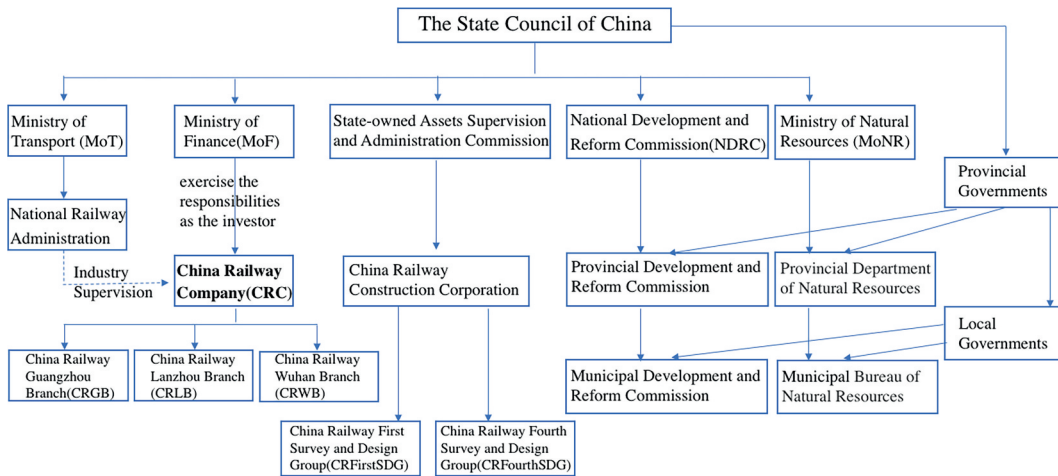 The State Council of China
Ministry of
Transport (MoT)
Ministry of
Finance(MoF)
State-owned Assets Supervision
and Administration Commission
National Development and
Reform Commission(NDRC)
Ministry of Natural
Resources (MoNR)
Provincial
Governments
exercise the
responsibilities
as the investor
National Railway
Administration
Industry
Supervision
China Railway
Company(CRC)
China Railway
Construction Corporation
Provincial Development and
Reform Commission
Provincial Department
of Natural Resources
Local
Governments
China Railway
Guangzhou
Branch(CRGB)
China Railway
Lanzhou Branch
(CRLB)
China Railway
Wuhan Branch
(CRWB)
Municipal Development and
Reform Commission
Municipal Bureau of
Natural Resources
China Railway First
Survey and Design
Group(CRFirstSDG)
China Railway Fourth
Survey and Design
Group(CRFourthSDG)